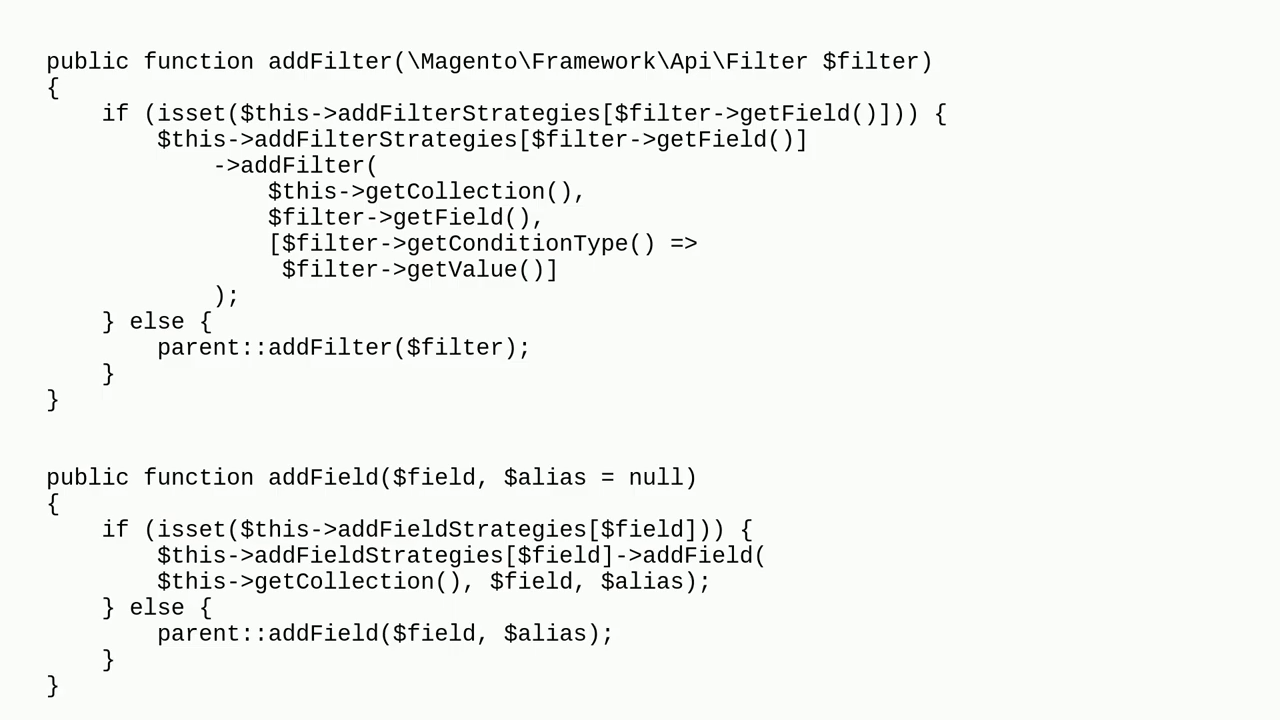 public function addFilter(\Magento\Framework\Api\Filter $filter)
{
    if (isset($this->addFilterStrategies[$filter->getField()])) {
        $this->addFilterStrategies[$filter->getField()]
            ->addFilter(
                $this->getCollection(),
                $filter->getField(),
                [$filter->getConditionType() =>
                 $filter->getValue()]
            );
    } else {
        parent::addFilter($filter);
    }
}

public function addField($field, $alias = null)
{
    if (isset($this->addFieldStrategies[$field])) {
        $this->addFieldStrategies[$field]->addField(
        $this->getCollection(), $field, $alias);
    } else {
        parent::addField($field, $alias);
    }
}